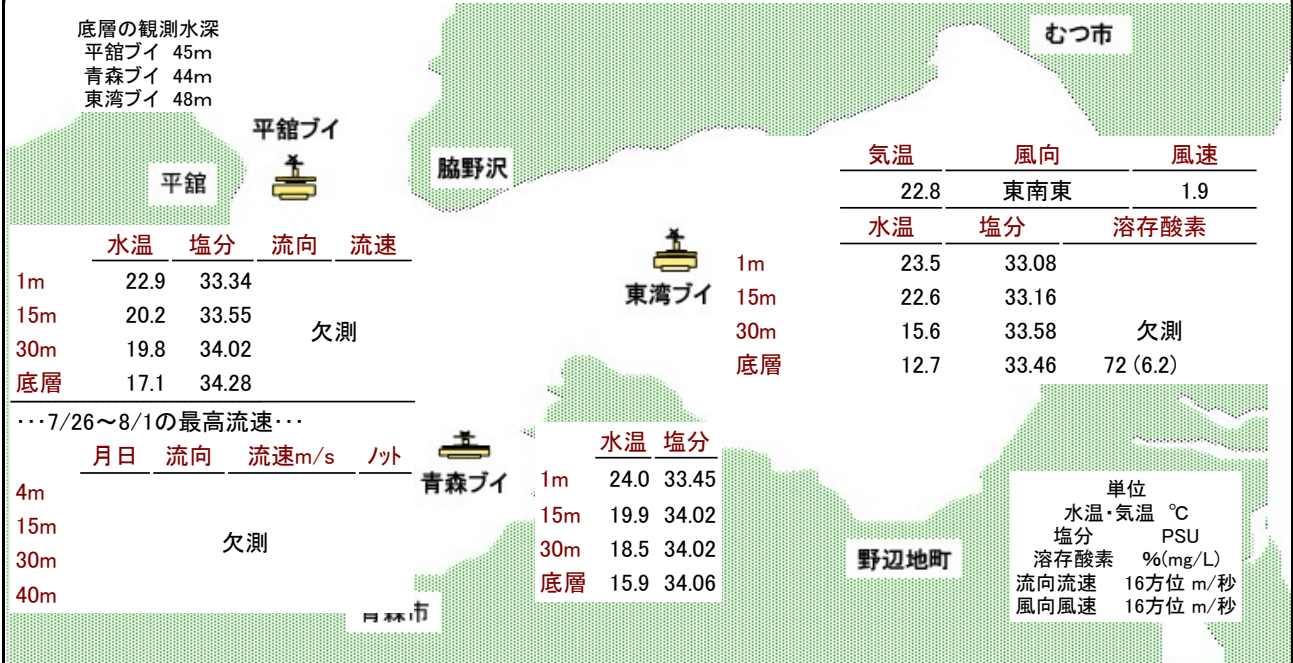 底層の観測水深
平舘ブイ 45m
青森ブイ 44m
東湾ブイ 48m
むつ市
平舘ブイ
脇野沢
平舘
気温 風向 風速
22.8 東南東 1.9
水温 塩分 溶存酸素
1m 23.5 33.08
15m 22.6 33.16
30m 15.6 33.58 欠測
底層 12.7 33.46 72 (6.2)
東湾ブイ
水温 塩分 流向 流速
1m 22.9 33.34
15m 20.2 33.55
欠測
30m 19.8 34.02
底層 17.1 34.28
…7/26～8/1の最高流速…
月日 流向 流速m/s ノット
4m
15m
欠測
30m
40m
青森ブイ
水温 塩分
1m 24.0 33.45
15m 19.9 34.02
30m 18.5 34.02
底層 15.9 34.06
野辺地町
単位
水温・気温 ℃
塩分 PSU
溶存酸素 %(mg/L)
流向流速 16方位 m/秒
風向風速 16方位 m/秒
青森市